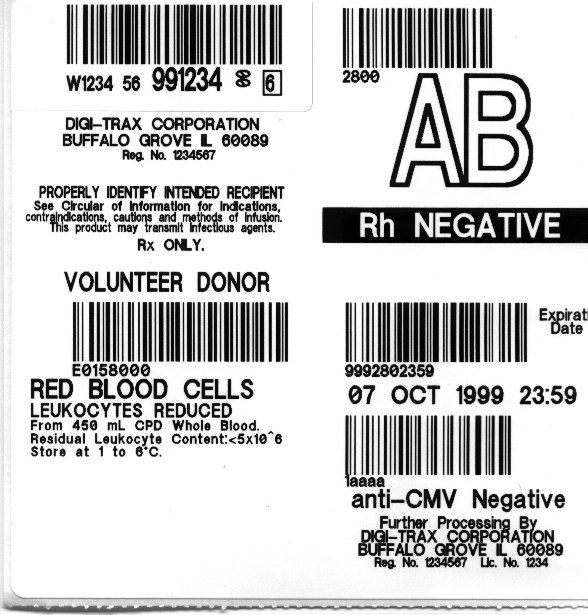 W1234 56 991234 6
DIGI-TRAX CORPORATION
BUFFALO GROVE IL 60089
Reg. No. 1234567
PROPERLY IDENTIFY INTENDED RECIPIENT
See Circular of Information for indications,
contraindications, cautions and methods of infusion.
This product may transmit infectious agents.
Rx ONLY.
VOLUNTEER DONOR
E0158000
RED BLOOD CELLS
LEUKOCYTES REDUCED
From 450 mL CPD Whole Blood.
Residual Leukocyte Content:<5x10^6
Store at 1 to 6°C.
2800
AB
Rh NEGATIVE
Expirati
Date
9992802359
07 OCT 1999 23:59
laaaa
anti-CMV Negative
Further Processing By
DIGI-TRAX CORPORATION
BUFFALO GROVE IL 60089
Reg. No. 1234567 Lic. No. 1234